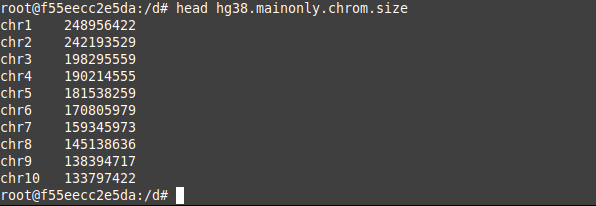 root@f55eecc2e5da:/d# head hg38.mainonly.chrom.size
chr1    248956422
chr2    242193529
chr3    198295559
chr4    190214555
chr5    181538259
chr6    170805979
chr7    159345973
chr8    145138636
chr9    138394717
chr10   133797422
root@f55eecc2e5da:/d#